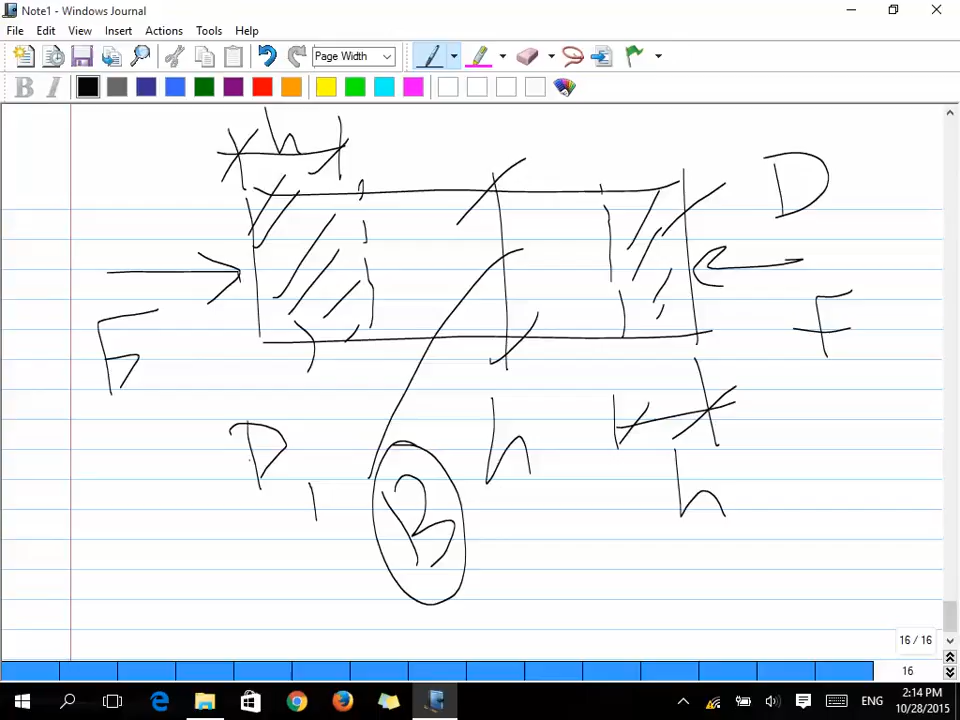 Note1 - Windows Journal
File Edit View Insert Actions Tools Help
Page Width
B I
h
D
F
F
D 1
h
h
B
16 / 16
16
ENG
2:14 PM
10/28/2015